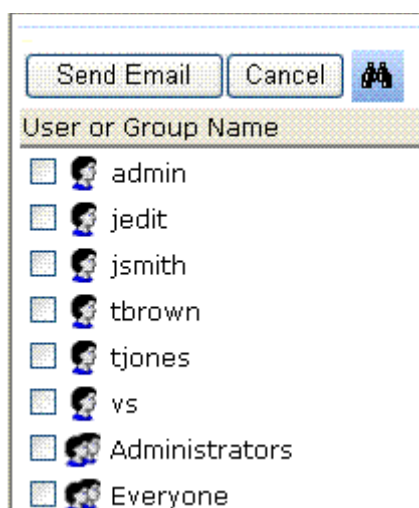 Send Email Cancel
User or Group Name
admin
jedit
jsmith
tbrown
tjones
vs
Administrators
Everyone